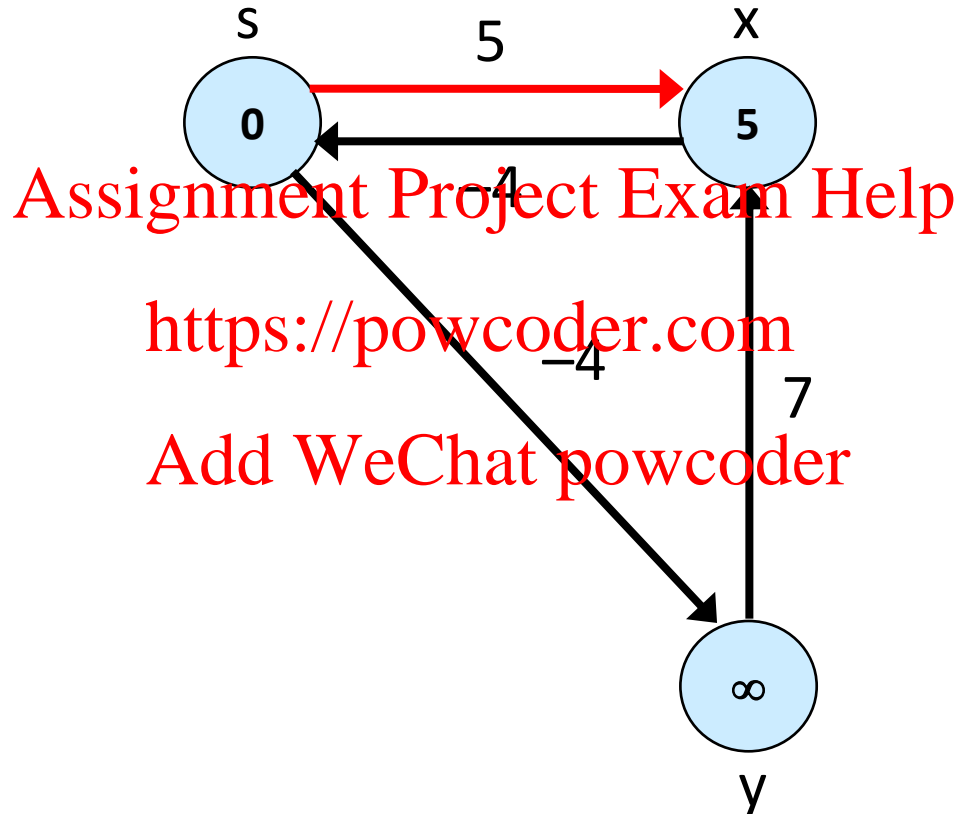 s
x
5
0
5
−4
Assignment Project Exam Help
https://powcoder.com
−4
7
Add WeChat powcoder
∞
y